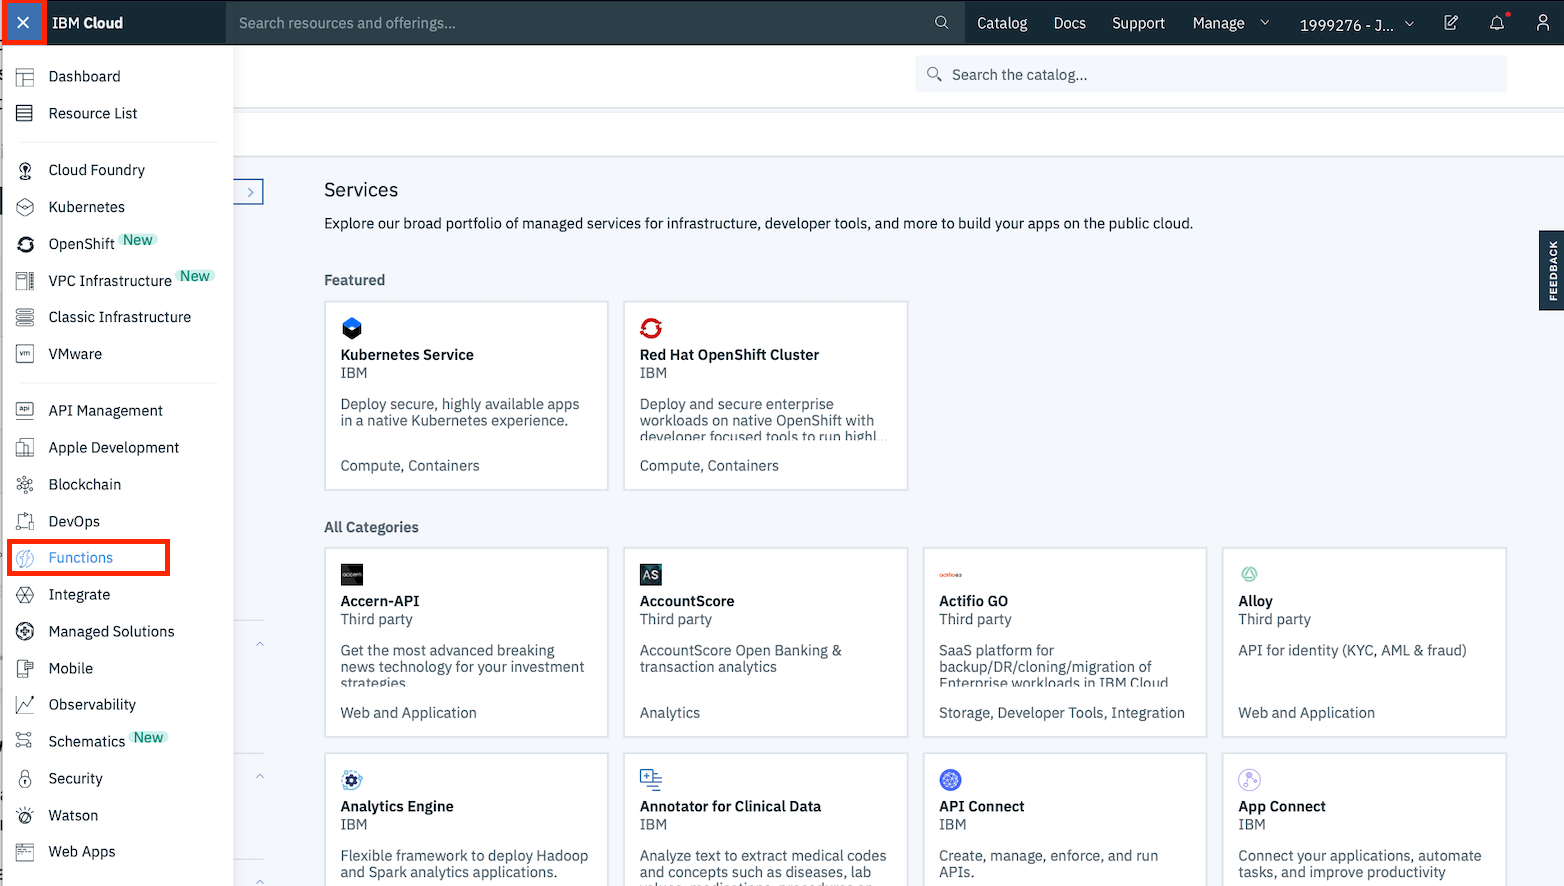 IBM Cloud
Search resources and offerings...
Catalog
Docs
Support
Manage
1999276 - J...
Search the catalog...
Dashboard
Resource List
Cloud Foundry
Kubernetes
OpenShift New
VPC Infrastructure New
Classic Infrastructure
vm
VMware
api
API Management
Apple Development
Blockchain
DevOps
Functions
Integrate
Managed Solutions
Mobile
Observability
Schematics New
Security
Watson
Web Apps
Services
Explore our broad portfolio of managed services for infrastructure, developer tools, and more to build your apps on the public cloud.
FEEDBACK
Featured
Kubernetes Service
IBM
Deploy secure, highly available apps
in a native Kubernetes experience.
Compute, Containers
Red Hat OpenShift Cluster
IBM
Deploy and secure enterprise
workloads on native OpenShift with
developer focused tools to run highl...
Compute, Containers
All Categories
accern
Accern-API
Third party
Get the most advanced breaking
news technology for your investment
strategies.
Web and Application
AS
AccountScore
Third party
AccountScore Open Banking &
transaction analytics
Analytics
actifio GO
Actifio GO
Third party
SaaS platform for
backup/DR/cloning/migration of
Enterprise workloads in IBM Cloud
Storage, Developer Tools, Integration
Alloy
Third party
API for identity (KYC, AML & fraud)
Web and Application
Analytics Engine
IBM
Flexible framework to deploy Hadoop
and Spark analytics applications.
Annotator for Clinical Data
IBM
Analyze text to extract medical codes
and concepts such as diseases, lab
values, medications, procedures an
API Connect
IBM
Create, manage, enforce, and run
APIs.
App Connect
IBM
Connect your applications, automate
tasks, and improve productivity